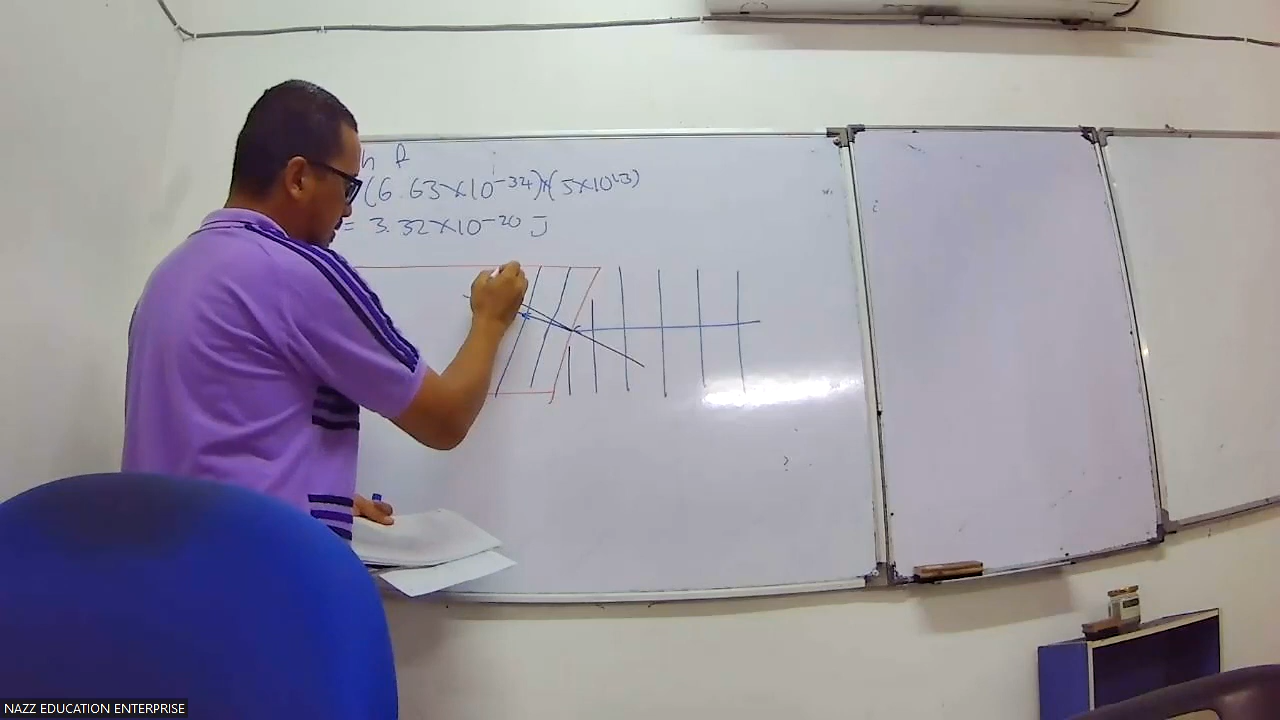 h f
(6.63×10⁻³⁴)×(5×10¹³)
= 3.32×10⁻²⁰ J
NAZZ EDUCATION ENTERPRISE